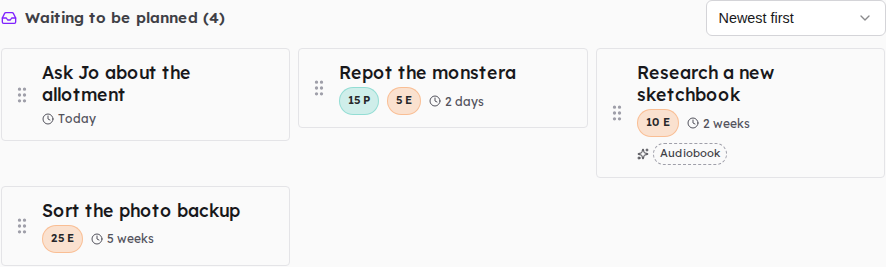 Waiting to be planned (4)
Newest first
Ask Jo about the
allotment
Today
Repot the monstera
15 P 5 E 2 days
Research a new
sketchbook
10 E 2 weeks
Audiobook
Sort the photo backup
25 E 5 weeks